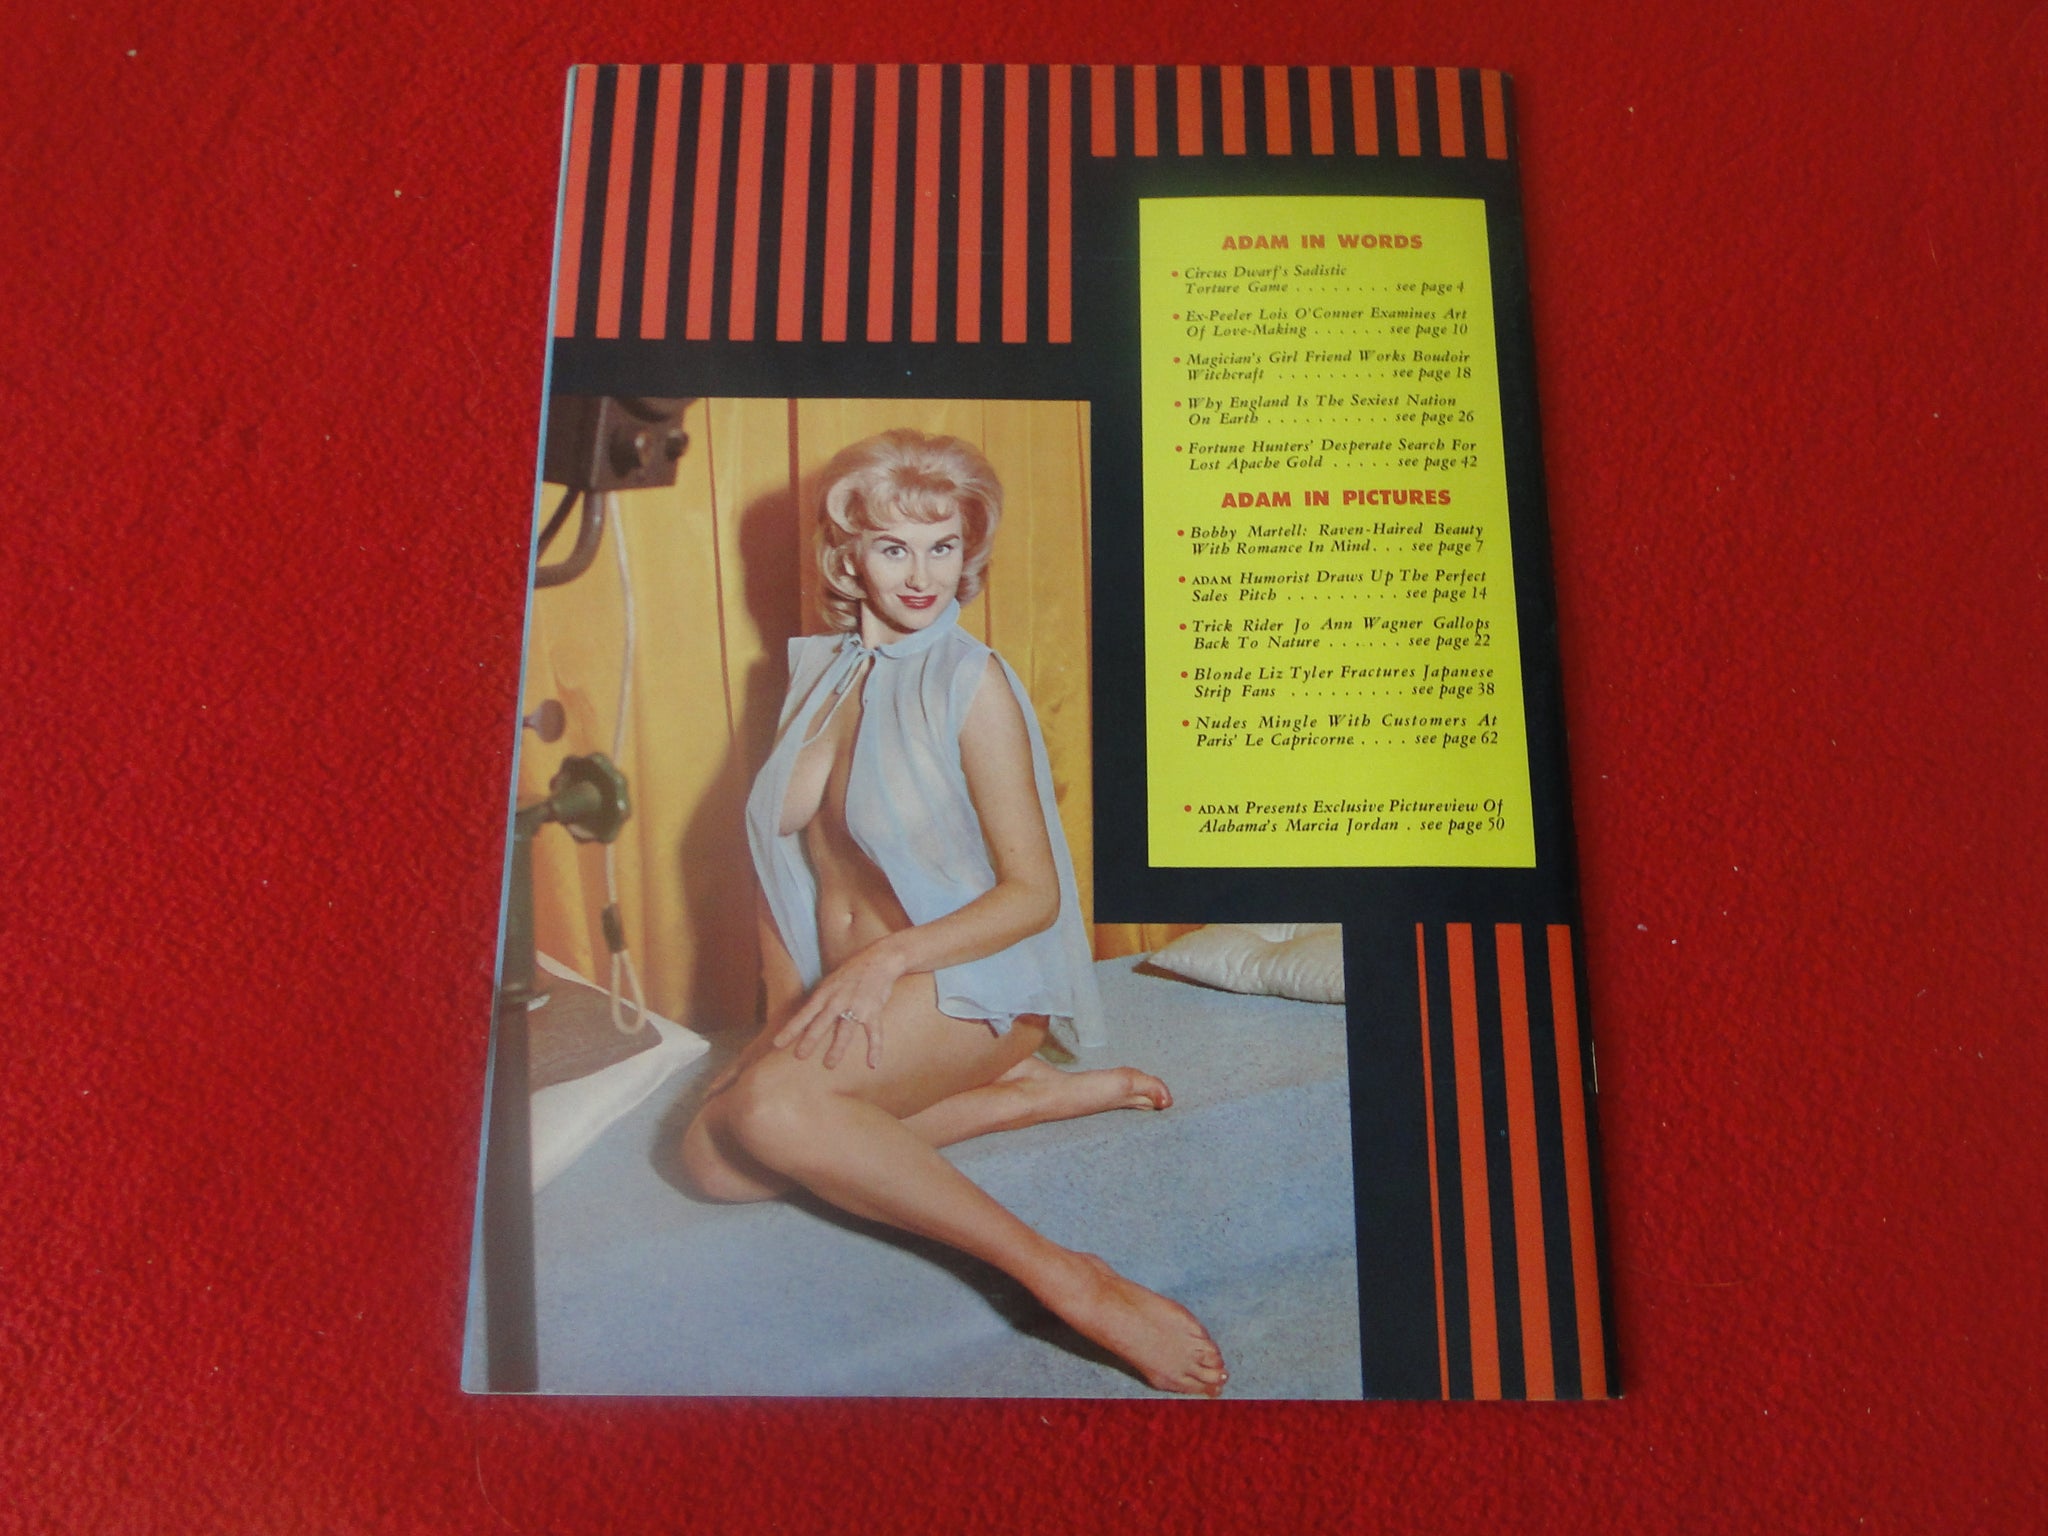 ADAM IN WORDS
• Circus Dwarf's Sadistic
Torture Game . . . . . . . . see page 4
• Ex-Peeler Lois O'Conner Examines Art
Of Love-Making . . . . . . see page 10
• Magician's Girl Friend Works Boudoir
Witchcraft . . . . . . . . . see page 18
• Why England Is The Sexiest Nation
On Earth . . . . . . . . . . see page 26
• Fortune Hunters' Desperate Search For
Lost Apache Gold . . . . . see page 42
ADAM IN PICTURES
• Bobby Martell: Raven-Haired Beauty
With Romance In Mind . . . see page 7
• ADAM Humorist Draws Up The Perfect
Sales Pitch . . . . . . . . . see page 14
• Trick Rider Jo Ann Wagner Gallops
Back To Nature . . . . . . see page 22
• Blonde Liz Tyler Fractures Japanese
Strip Fans . . . . . . . . . see page 38
• Nudes Mingle With Customers At
Paris' Le Capricorne . . . . see page 62
• ADAM Presents Exclusive Pictureview Of
Alabama's Marcia Jordan . see page 50